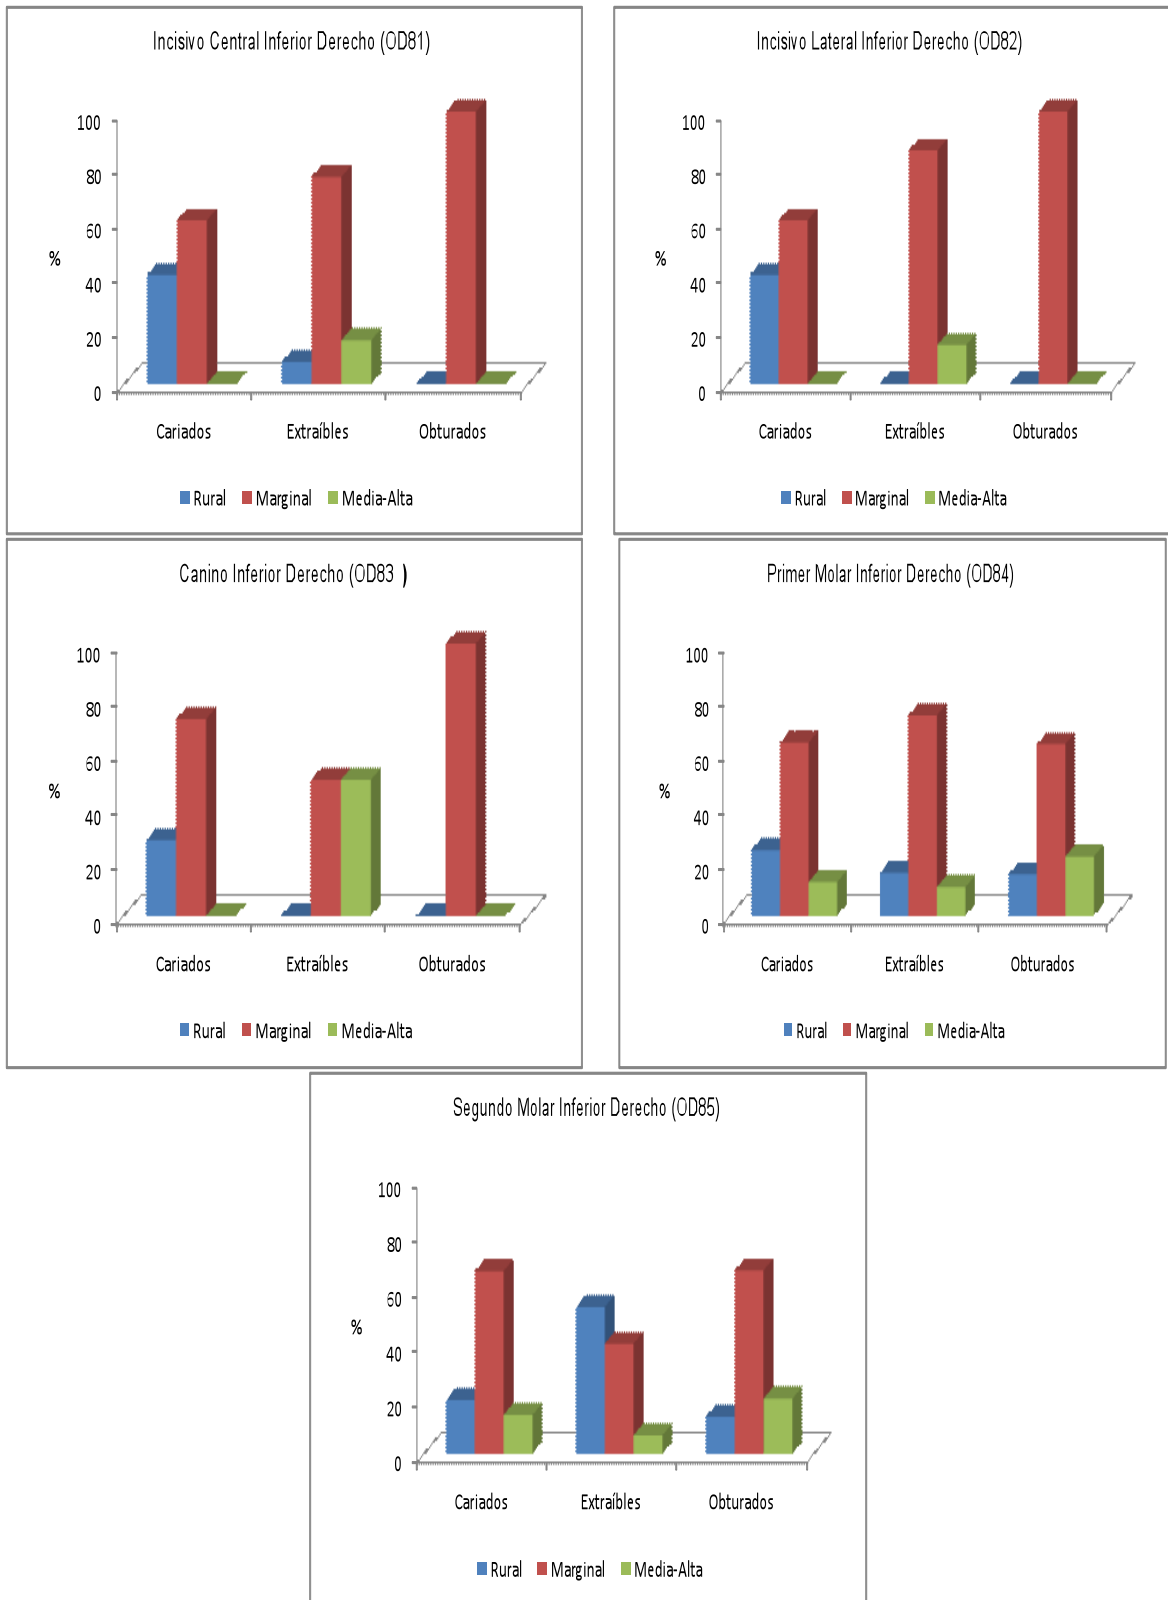 Incisivo Central Inferior Derecho (OD81)
100
80
60
%
40
20
0
Cariados Extraíbles Obturados
Rural Marginal Media-Alta
Incisivo Lateral Inferior Derecho (OD82)
100
80
60
%
40
20
0
Cariados Extraíbles Obturados
Rural Marginal Media-Alta
Canino Inferior Derecho (OD83 )
100
80
60
%
40
20
0
Cariados Extraíbles Obturados
Rural Marginal Media-Alta
Primer Molar Inferior Derecho (OD84)
100
80
60
%
40
20
0
Cariados Extraíbles Obturados
Rural Marginal Media-Alta
Segundo Molar Inferior Derecho (OD85)
100
80
60
%
40
20
0
Cariados Extraíbles Obturados
Rural Marginal Media-Alta